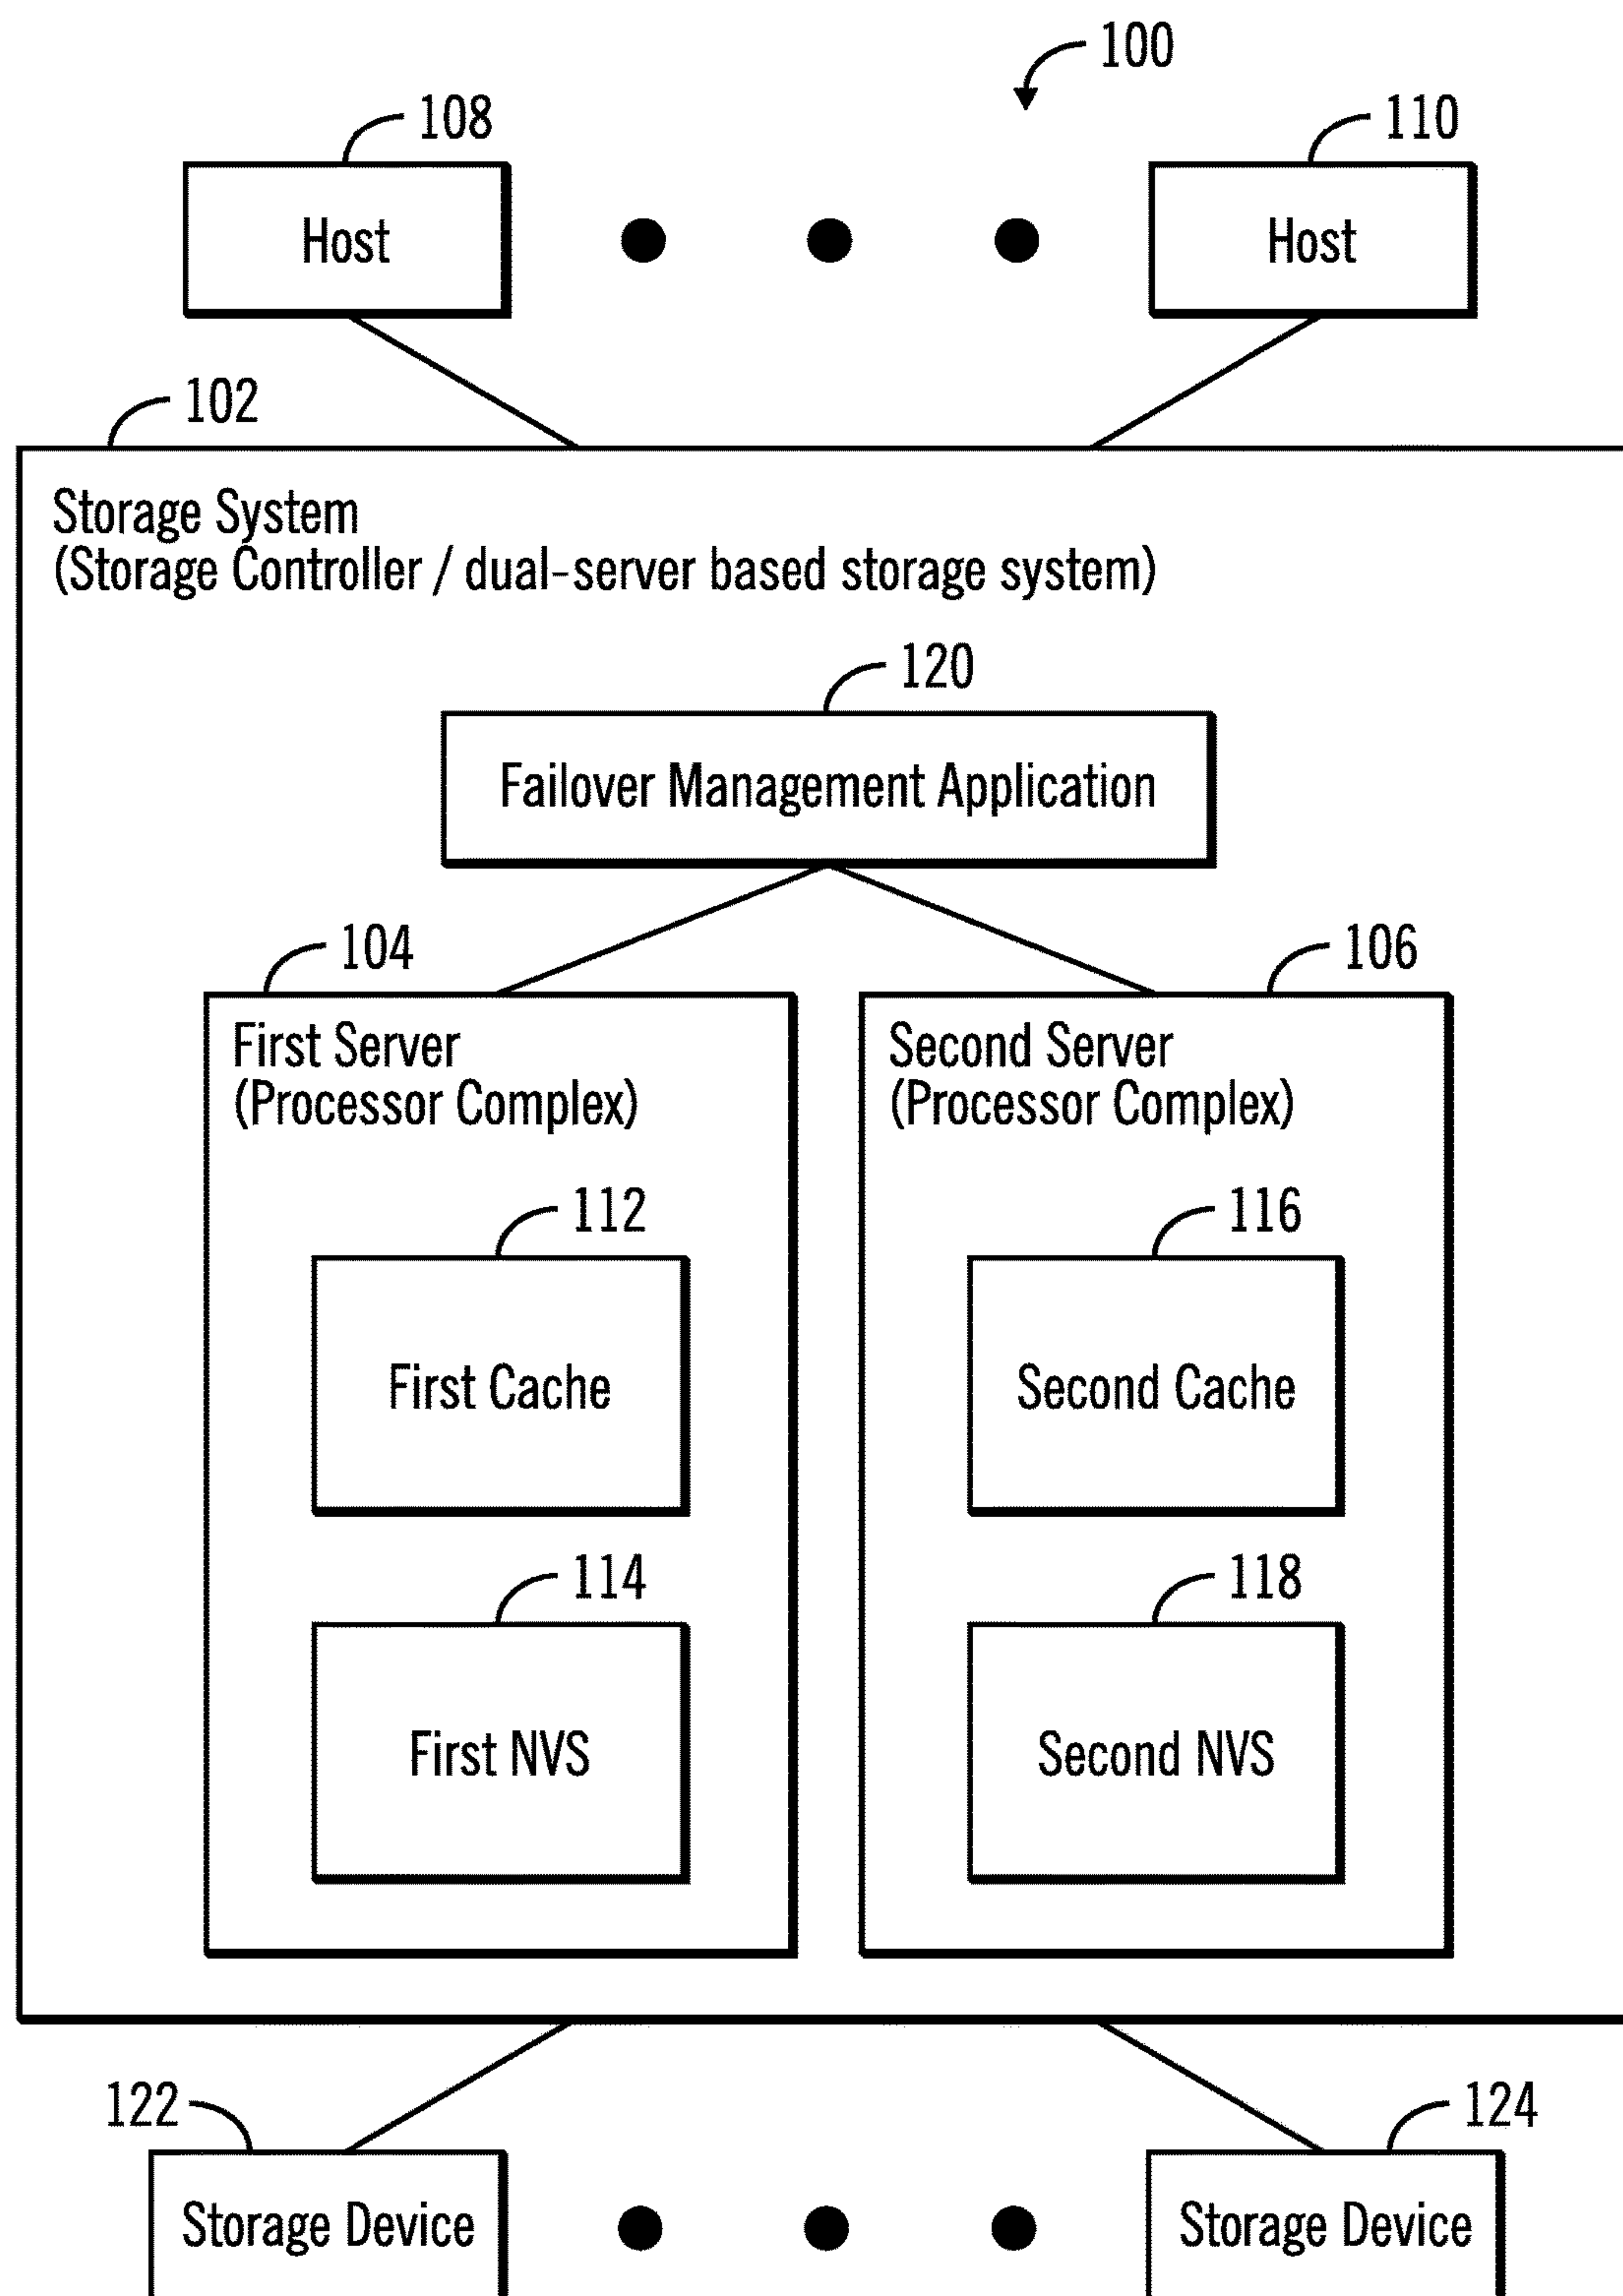 100
108
110
Host
Host
102
Storage System
(Storage Controller / dual-server based storage system)
120
Failover Management Application
104
106
First Server
(Processor Complex)
Second Server
(Processor Complex)
112
116
First Cache
Second Cache
114
118
First NVS
Second NVS
122
124
Storage Device
Storage Device